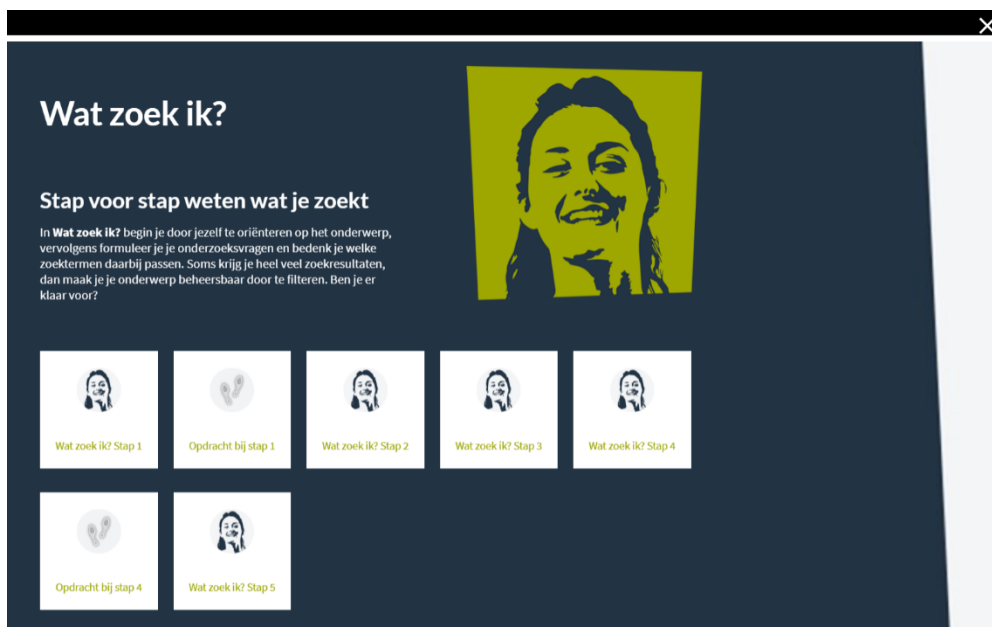 Wat zoek ik?
Stap voor stap weten wat je zoekt
In Wat zoek ik? begin je door jezelf te oriënteren op het onderwerp,
vervolgens formuleer je je onderzoeksvragen en bedenk je welke
zoektermen daarbij passen. Soms krijg je heel veel zoekresultaten,
dan maak je je onderwerp beheersbaar door te filteren. Ben je er
klaar voor?
Wat zoek ik? Stap 1
Opdracht bij stap 1
Wat zoek ik? Stap 2
Wat zoek ik? Stap 3
Wat zoek ik? Stap 4
Opdracht bij stap 4
Wat zoek ik? Stap 5